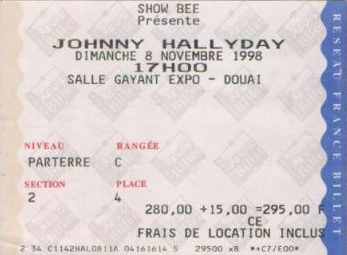 SHOW BEE
Présente
JOHNNY HALLYDAY
DIMANCHE 8 NOVEMBRE 1998
17H00
SALLE GAYANT EXPO - DOUAI
NIVEAU RANGÉE
PARTERRE C
SECTION PLACE
2 4
280,00 +15,00 =295,00 F
CE
FRAIS DE LOCATION INCLUS
2 34 C1142HAL0811A 04161614 5 29500 x8 *+C7/E00*
RESEAU FRANCE BILLET